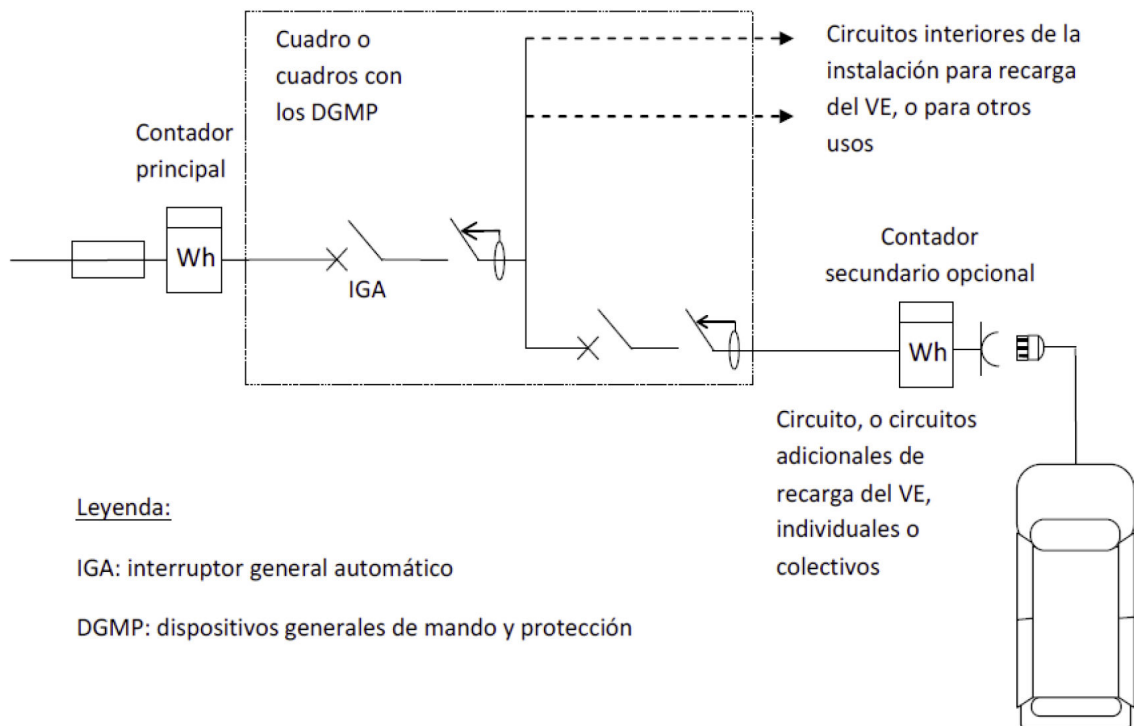 Cuadro o
cuadros con
los DGMP
Circuitos interiores de la
instalación para recarga
del VE, o para otros
usos
Contador
principal
Wh
IGA
Contador
secundario opcional
Wh
Circuito, o circuitos
adicionales de
recarga del VE,
individuales o
colectivos
Leyenda:
IGA: interruptor general automático
DGMP: dispositivos generales de mando y protección